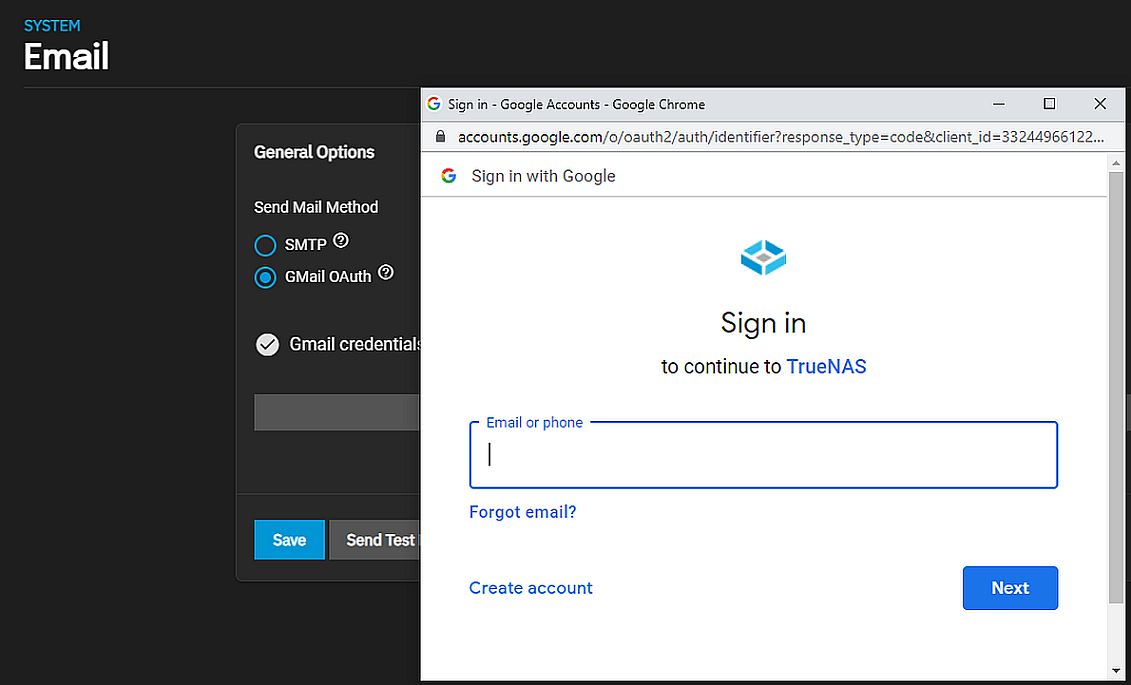 SYSTEM
Email
General Options
Send Mail Method
SMTP
GMail OAuth
Gmail credentials
Save
Send Test
Sign in - Google Accounts - Google Chrome
accounts.google.com/o/oauth2/auth/identifier?response_type=code&client_id=33244966122...
Sign in with Google
Sign in
to continue to TrueNAS
Email or phone
Forgot email?
Create account
Next